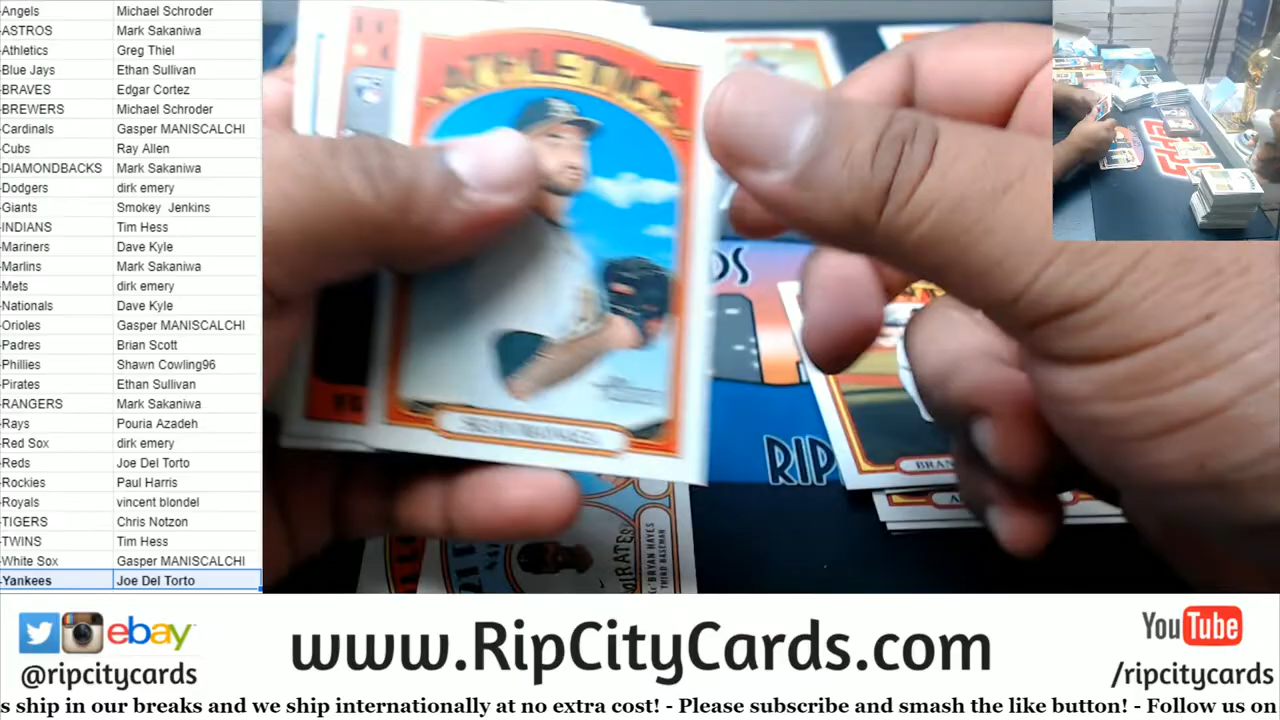 -Angels Michael Schroder
-ASTROS Mark Sakaniwa
-Athletics Greg Thiel
-Blue Jays Ethan Sullivan
-BRAVES Edgar Cortez
-BREWERS Michael Schroder
-Cardinals Gasper MANISCALCHI
-Cubs Ray Allen
-DIAMONDBACKS Mark Sakaniwa
-Dodgers dirk emery
-Giants Smokey Jenkins
-INDIANS Tim Hess
-Mariners Dave Kyle
-Marlins Mark Sakaniwa
-Mets dirk emery
-Nationals Dave Kyle
-Orioles Gasper MANISCALCHI
-Padres Brian Scott
-Phillies Shawn Cowling96
-Pirates Ethan Sullivan
-RANGERS Mark Sakaniwa
-Rays Pouria Azadeh
-Red Sox dirk emery
-Reds Joe Del Torto
-Rockies Paul Harris
-Royals vincent blondel
-TIGERS Chris Notzon
-TWINS Tim Hess
-White Sox Gasper MANISCALCHI
-Yankees Joe Del Torto
ATHLETICS
DS
RIP
BRAN
PIRATES
KE'BRYAN HAYES
THIRD BASEMAN
ebay
@ripcitycards
www.RipCityCards.com
YouTube
/ripcitycards
s ship in our breaks and we ship internationally at no extra cost! - Please subscribe and smash the like button! - Follow us on